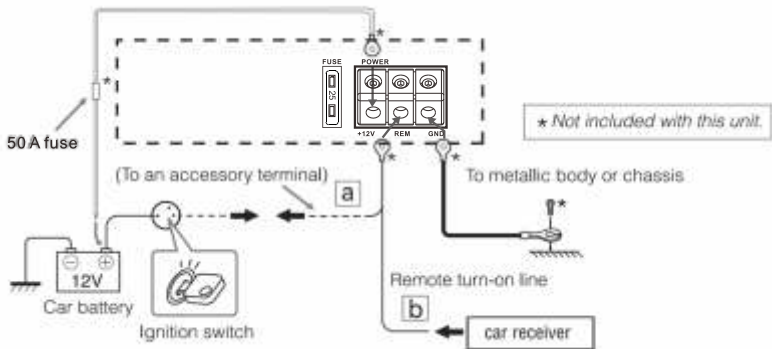 *
FUSE POWER
25
*
50 A fuse
+12V REM GND
* Not included with this unit.
* *
(To an accessory terminal)
a
To metallic body or chassis
*
12V
Car battery
Ignition switch
Remote turn-on line
b
car receiver